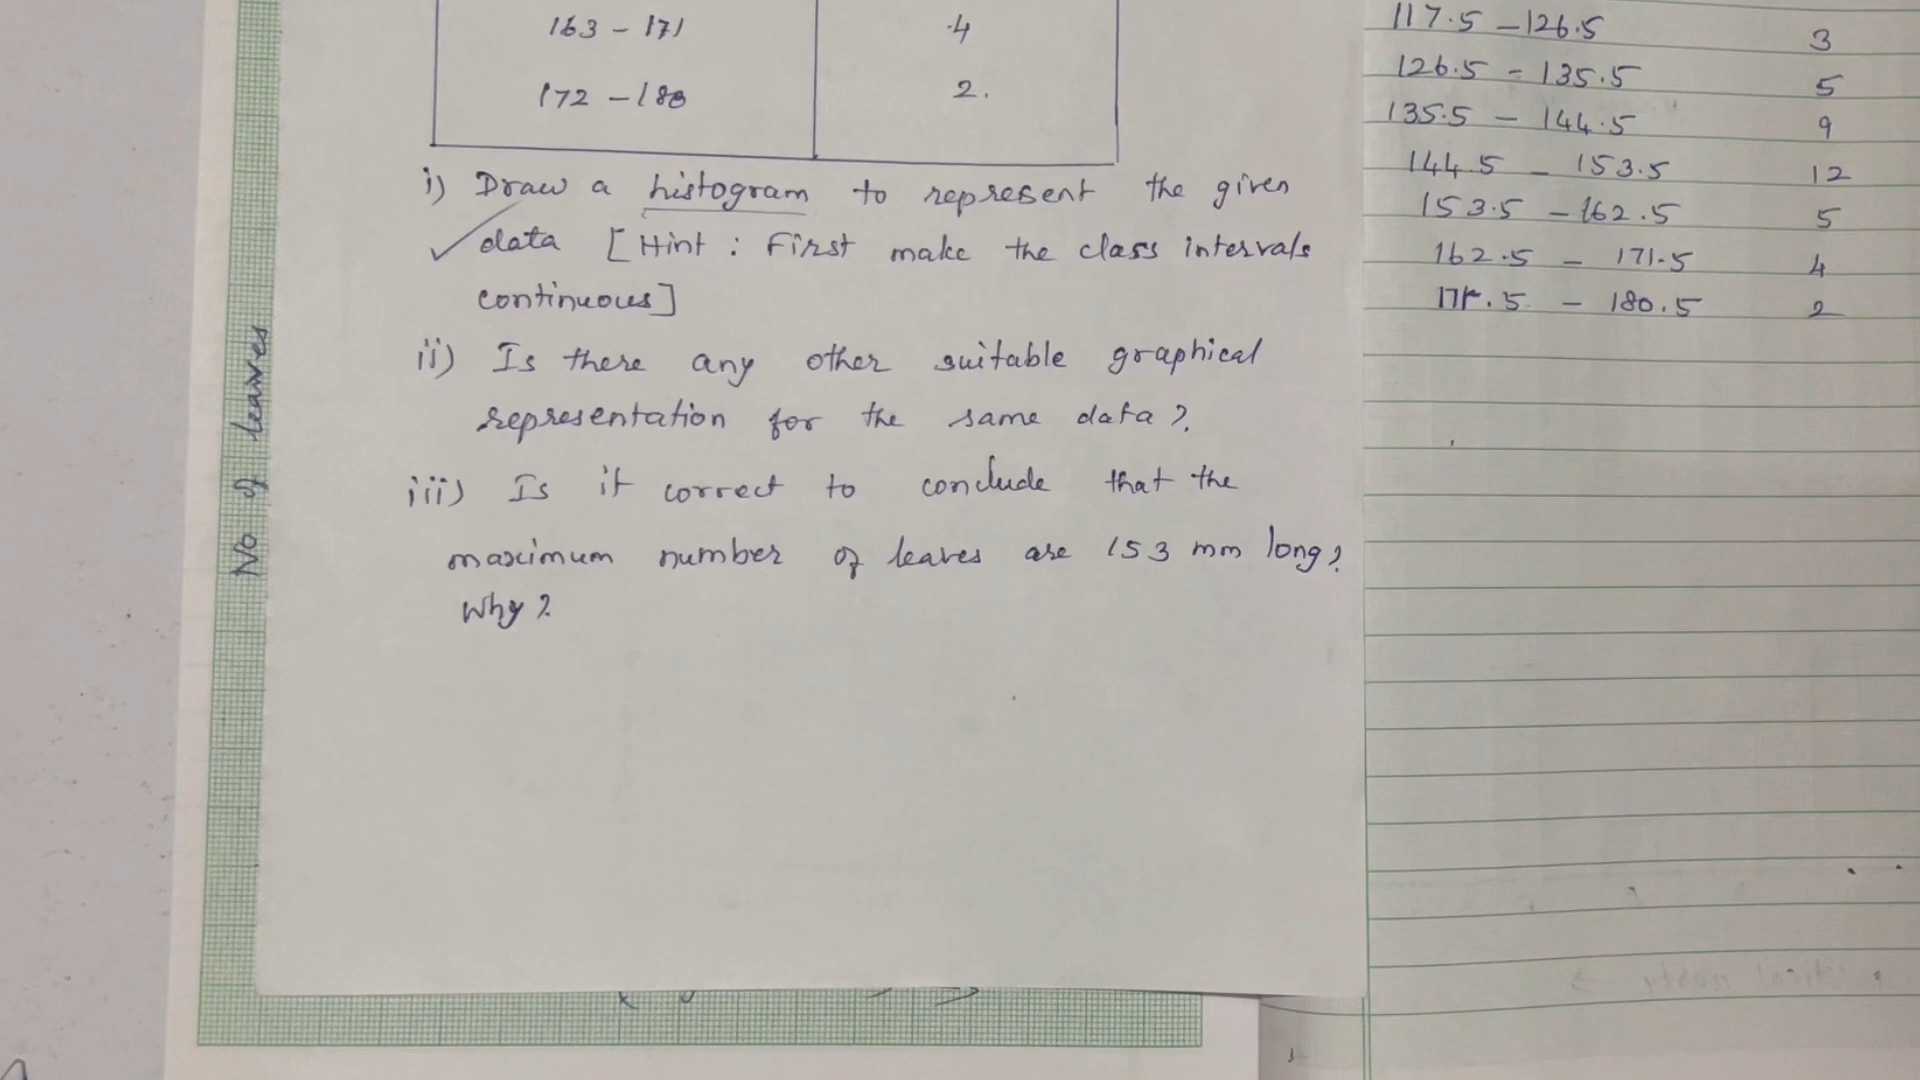 163 - 171 4
172 - 180 2.
i) Draw a histogram to represent the given
data [Hint : First make the class intervals
continuous]
ii) Is there any other suitable graphical
representation for the same data?
iii) Is it correct to conclude that the
maximum number of leaves are 153 mm long?
Why?
No of leaves
117.5 - 126.5 3
126.5 - 135.5 5
135.5 - 144.5 9
144.5 - 153.5 12
153.5 - 162.5 5
162.5 - 171.5 4
171.5 - 180.5 2